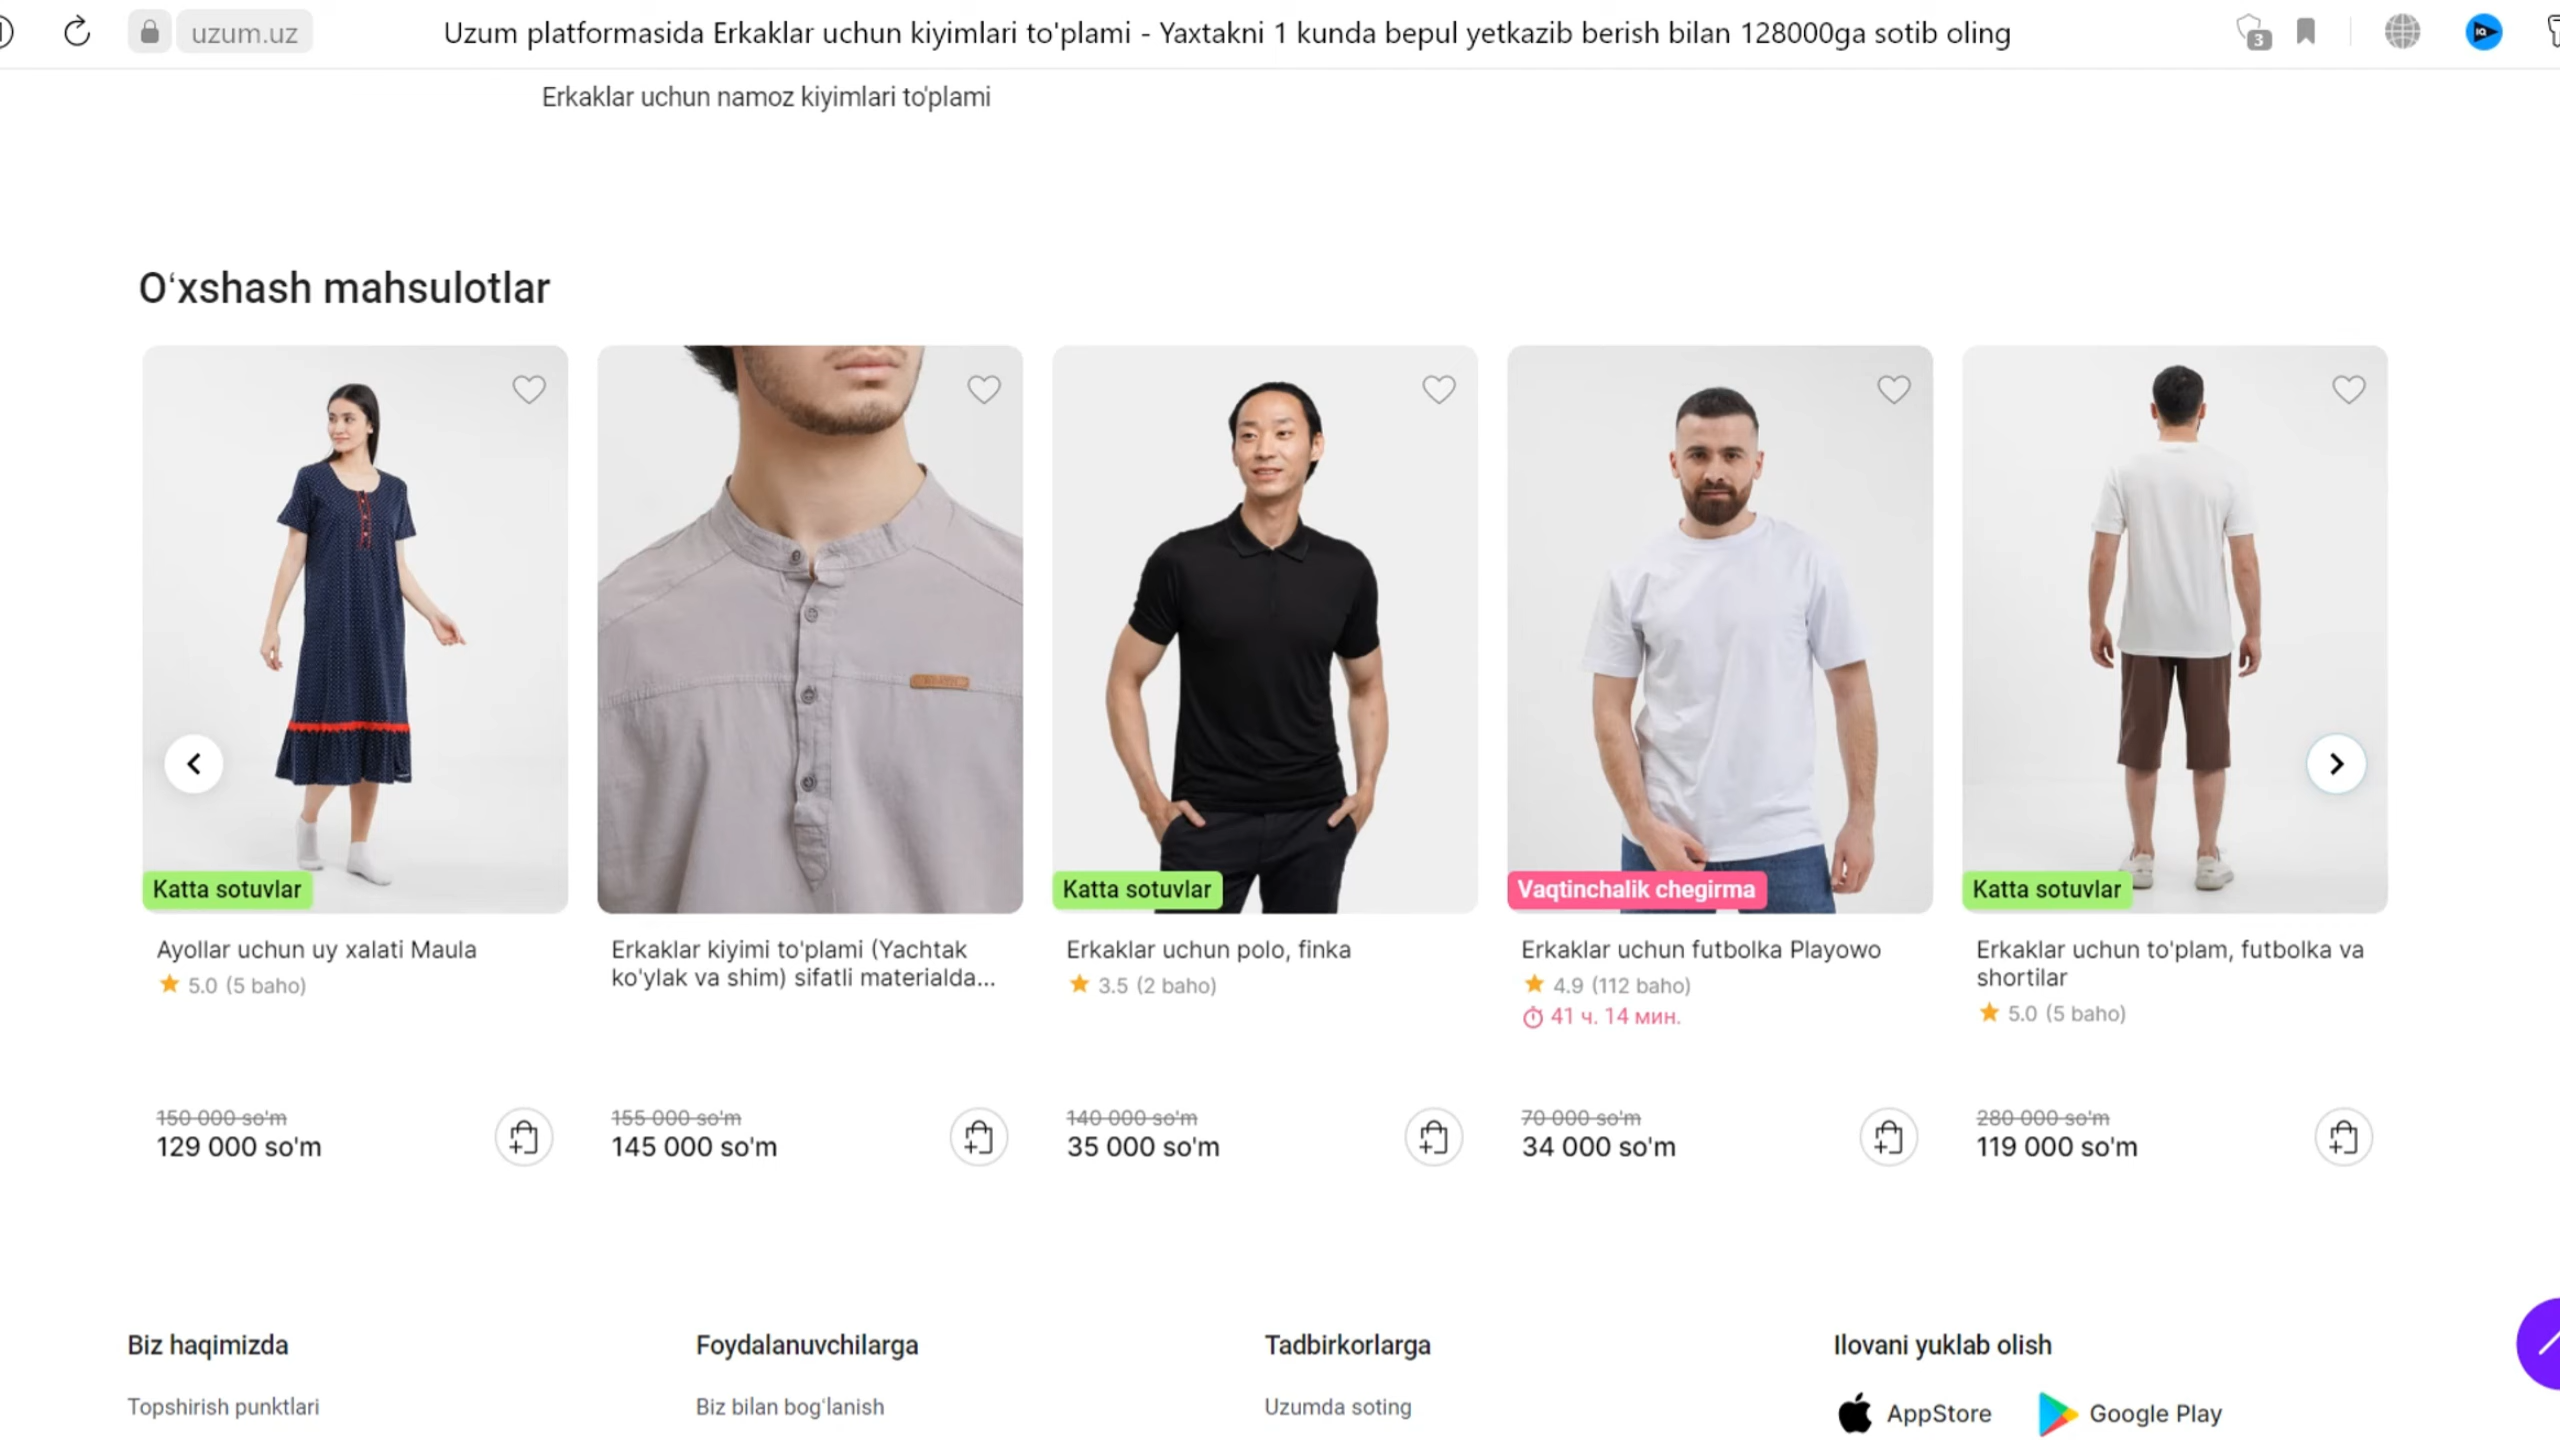 uzum.uz
Uzum platformasida Erkaklar uchun kiyimlari to'plami - Yaxtakni 1 kunda bepul yetkazib berish bilan 128000ga sotib oling
3
Erkaklar uchun namoz kiyimlari to'plami
Oʻxshash mahsulotlar
Katta sotuvlar
Ayollar uchun uy xalati Maula
5.0 (5 baho)
150 000 so'm
129 000 so'm
Erkaklar kiyimi to'plami (Yachtak
ko'ylak va shim) sifatli materialda...
155 000 so'm
145 000 so'm
Katta sotuvlar
Erkaklar uchun polo, finka
3.5 (2 baho)
140 000 so'm
35 000 so'm
Vaqtinchalik chegirma
Erkaklar uchun futbolka Playowo
4.9 (112 baho)
41 ч. 14 мин.
70 000 so'm
34 000 so'm
Katta sotuvlar
Erkaklar uchun to'plam, futbolka va
shortilar
5.0 (5 baho)
280 000 so'm
119 000 so'm
Biz haqimizda
Topshirish punktlari
Foydalanuvchilarga
Biz bilan bogʻlanish
Tadbirkorlarga
Uzumda soting
Ilovani yuklab olish
AppStore
Google Play